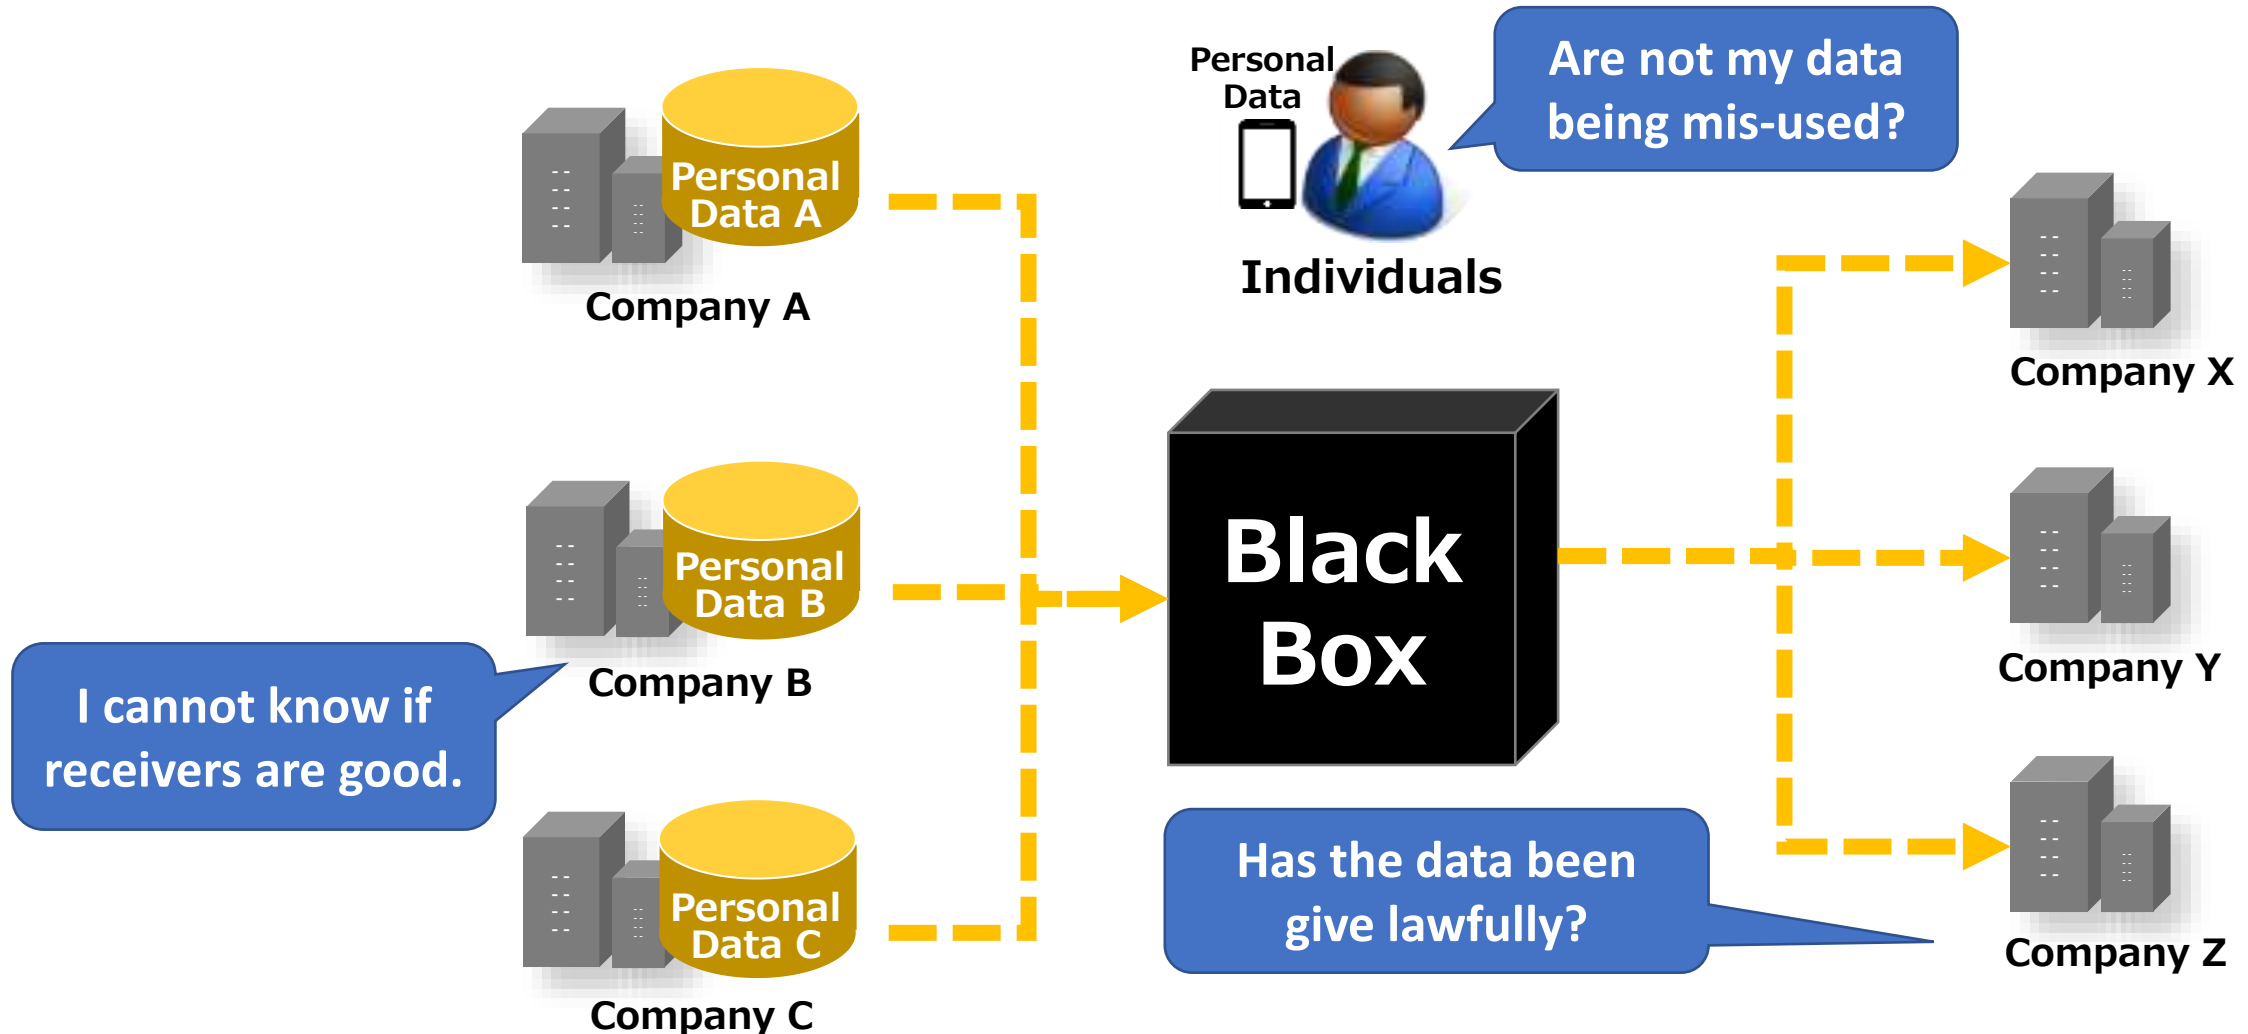 Personal
Data A
Company A
Personal
Data
Individuals
Are not my data
being mis-used?
Company X
Personal
Data B
Company B
I cannot know if
receivers are good.
Black
Box
Company Y
Personal
Data C
Company C
Has the data been
give lawfully?
Company Z